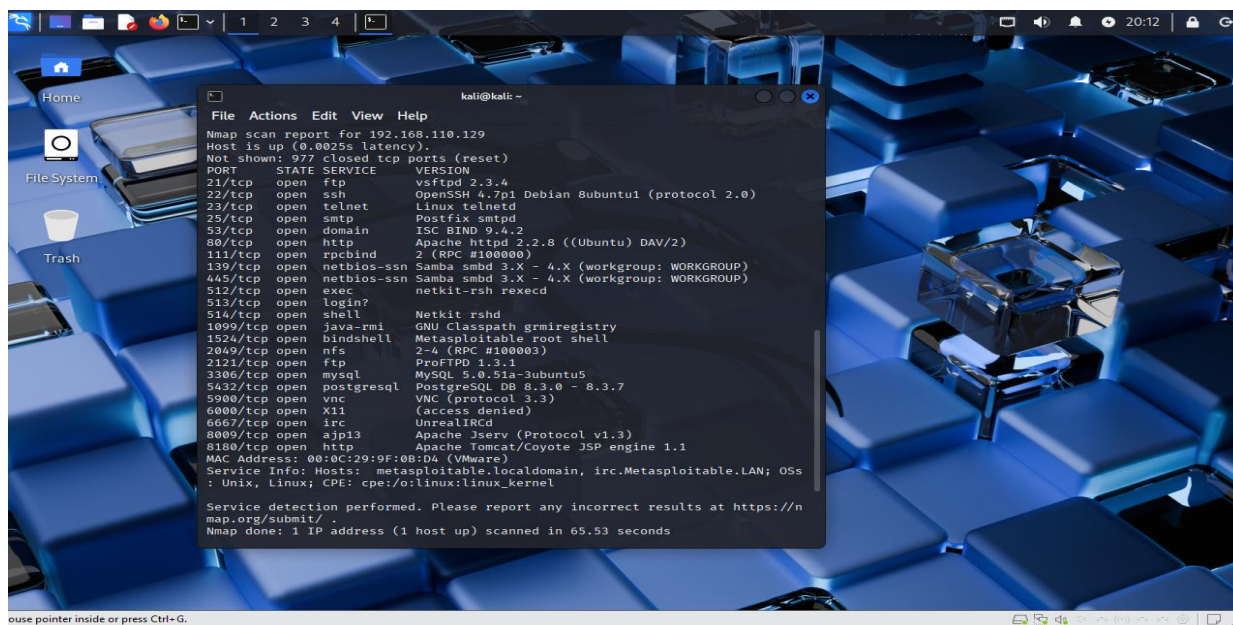 1 2 3 4
20:12
Home
File System
Trash
kali@kali: ~
File Actions Edit View Help
Nmap scan report for 192.168.110.129
Host is up (0.0025s latency).
Not shown: 977 closed tcp ports (reset)
PORT STATE SERVICE VERSION
21/tcp open ftp vsftpd 2.3.4
22/tcp open ssh OpenSSH 4.7p1 Debian 8ubuntu1 (protocol 2.0)
23/tcp open telnet Linux telnetd
25/tcp open smtp Postfix smtpd
53/tcp open domain ISC BIND 9.4.2
80/tcp open http Apache httpd 2.2.8 ((Ubuntu) DAV/2)
111/tcp open rpcbind 2 (RPC #100000)
139/tcp open netbios-ssn Samba smbd 3.X - 4.X (workgroup: WORKGROUP)
445/tcp open netbios-ssn Samba smbd 3.X - 4.X (workgroup: WORKGROUP)
512/tcp open exec netkit-rsh rexecd
513/tcp open login?
514/tcp open shell Netkit rshd
1099/tcp open java-rmi GNU Classpath grmiregistry
1524/tcp open bindshell Metasploitable root shell
2049/tcp open nfs 2-4 (RPC #100003)
2121/tcp open ftp ProFTPD 1.3.1
3306/tcp open mysql MySQL 5.0.51a-3ubuntu5
5432/tcp open postgresql PostgreSQL DB 8.3.0 - 8.3.7
5900/tcp open vnc VNC (protocol 3.3)
6000/tcp open X11 (access denied)
6667/tcp open irc UnrealIRCd
8009/tcp open ajp13 Apache Jserv (Protocol v1.3)
8180/tcp open http Apache Tomcat/Coyote JSP engine 1.1
MAC Address: 00:0C:29:9F:0B:D4 (VMware)
Service Info: Hosts: metasploitable.localdomain, irc.Metasploitable.LAN; OSs
: Unix, Linux; CPE: cpe:/o:linux:linux_kernel
Service detection performed. Please report any incorrect results at https://n
map.org/submit/ .
Nmap done: 1 IP address (1 host up) scanned in 65.53 seconds
ouse pointer inside or press Ctrl+G.